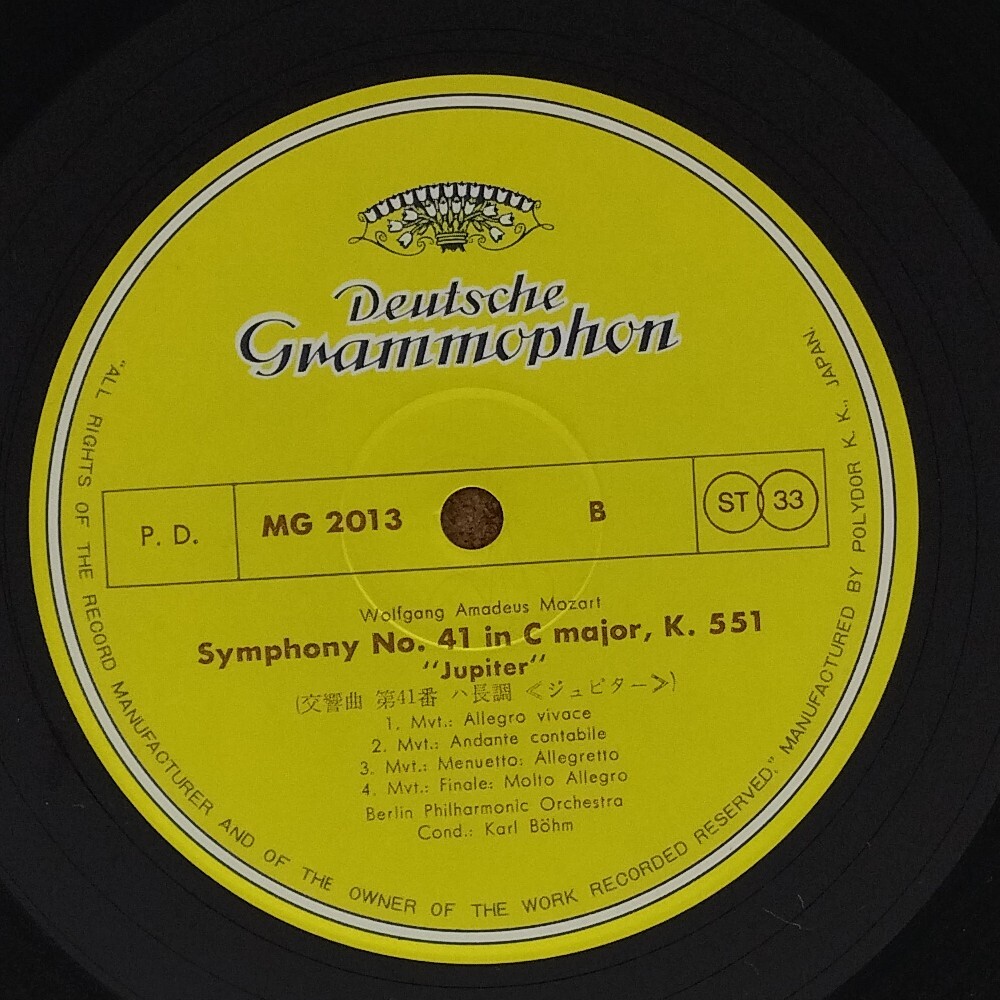 Deutsche
Grammophon
P. D. MG 2013 B ST 33
Wolfgang Amadeus Mozart
Symphony No. 41 in C major, K. 551
“Jupiter”
(交響曲 第41番 ハ長調 《ジュピター》)
1. Mvt.: Allegro vivace
2. Mvt.: Andante cantabile
3. Mvt.: Menuetto: Allegretto
4. Mvt.: Finale: Molto Allegro
Berlin Philharmonic Orchestra
Cond.: Karl Böhm
"ALL RIGHTS OF THE RECORD MANUFACTURER AND OF THE OWNER OF THE WORK RECORDED RESERVED." MANUFACTURED BY POLYDOR K. K., JAPAN.